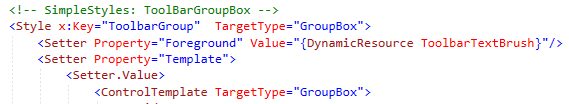 <!-- SimpleStyles: ToolBarGroupBox -->
<Style x:Key="ToolbarGroup"  TargetType="GroupBox">
<Setter Property="Foreground" Value="{DynamicResource ToolbarTextBrush}"/>
<Setter Property="Template">
<Setter.Value>
<ControlTemplate TargetType="GroupBox">